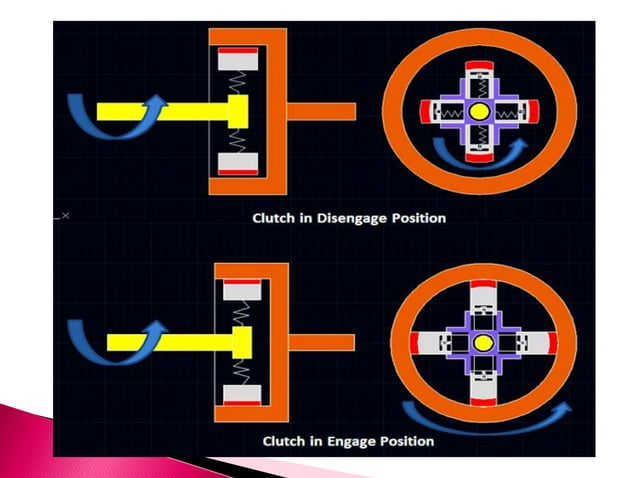 Clutch in Disengage Position
Clutch in Engage Position